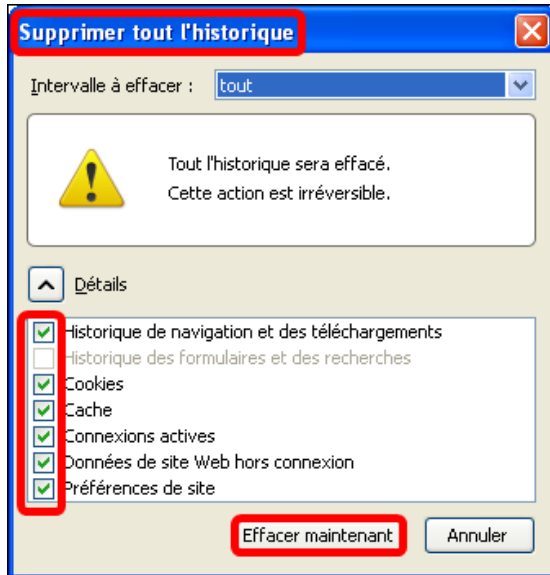 Supprimer tout l'historique
Intervalle à effacer : tout
Tout l'historique sera effacé.
Cette action est irréversible.
Détails
Historique de navigation et des téléchargements
Historique des formulaires et des recherches
Cookies
Cache
Connexions actives
Données de site Web hors connexion
Préférences de site
Effacer maintenant Annuler